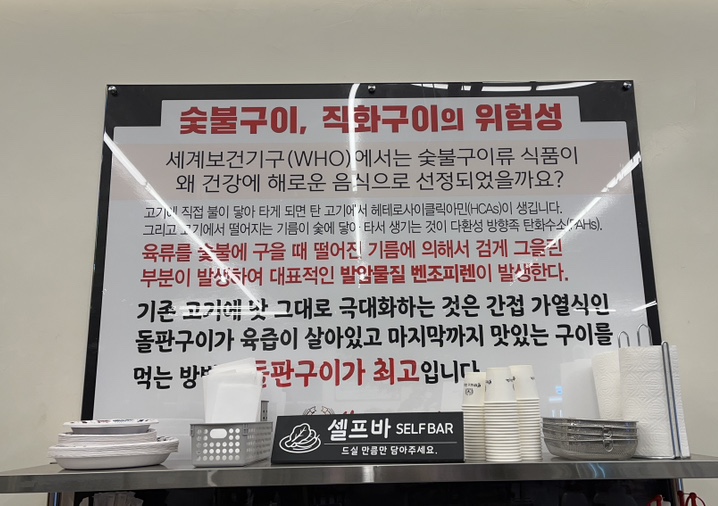 숯불구이, 직화구이의 위험성
세계보건기구(WHO)에서는 숯불구이류 식품이
왜 건강에 해로운 음식으로 선정되었을까요?
고기에 직접 불이 닿아 타게 되면 탄 고기에서 헤테로사이클릭아민(HCAs)이 생깁니다.
그리고 고기에서 떨어지는 기름이 숯에 닿아 타서 생기는 것이 다환성 방향족 탄화수소(PAHs).
육류를 숯불에 구울 때 떨어진 기름에 의해서 검게 그을린
부분이 발생하여 대표적인 발암물질 벤조피렌이 발생한다.
기존 고기에 맛 그대로 극대화하는 것은 간접 가열식인
돌판구이가 육즙이 살아있고 마지막까지 맛있는 구이를
먹는 방법 돌판구이가 최고입니다
셀프바 SELF BAR
드실 만큼만 담아주세요.